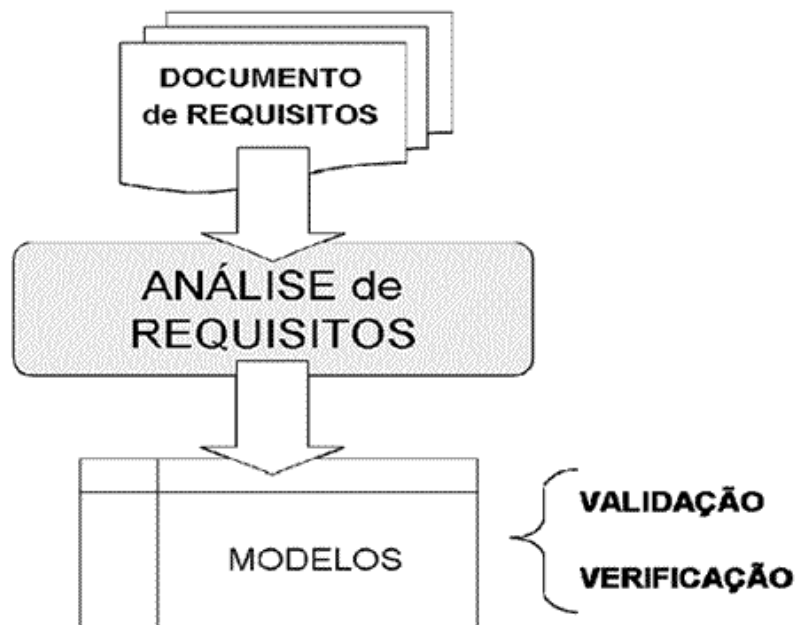 DOCUMENTO
de REQUISITOS
ANÁLISE de
REQUISITOS
MODELOS
VALIDAÇÃO
VERIFICAÇÃO